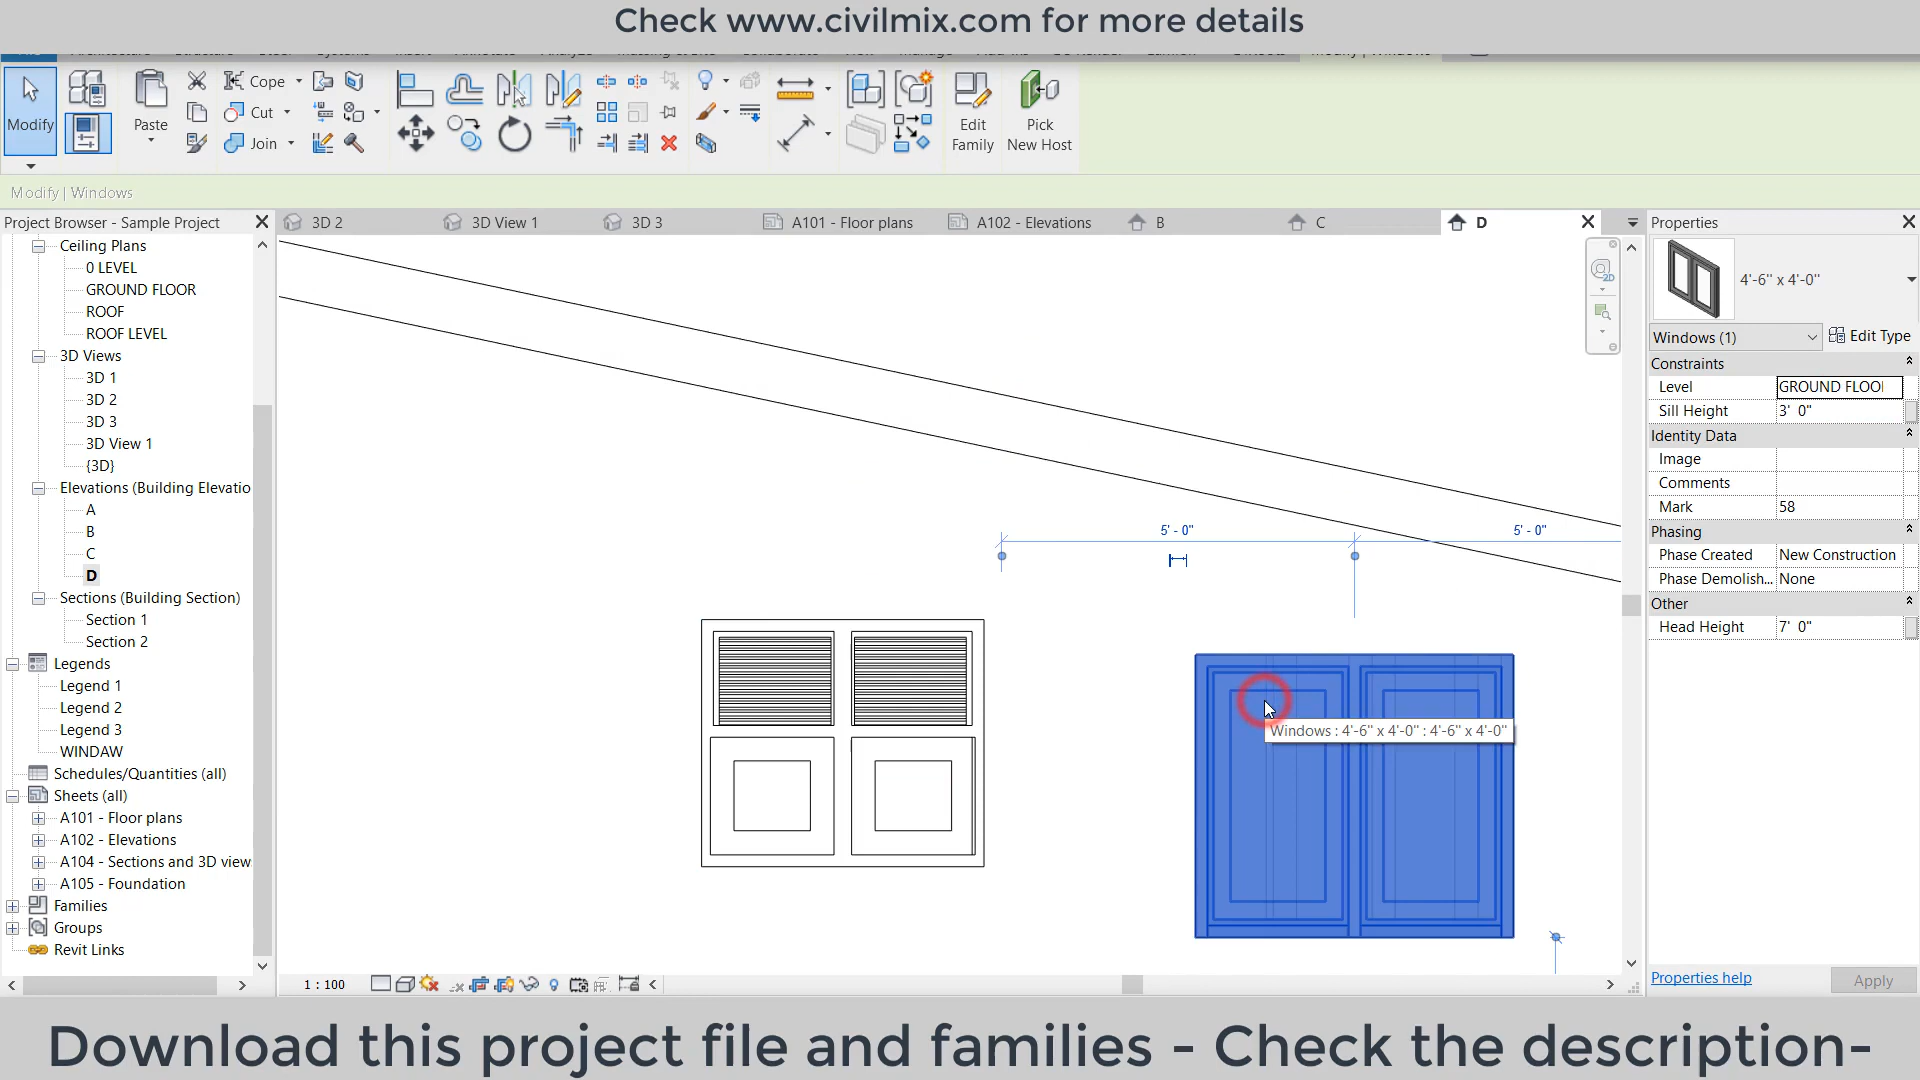 Check www.civilmix.com for more details
Modify
Paste
Cope
Cut
Join
Edit Family
Pick New Host
Modify | Windows
Project Browser - Sample Project
3D 2
3D View 1
3D 3
A101 - Floor plans
A102 - Elevations
B
C
D
Properties
Ceiling Plans
0 LEVEL
GROUND FLOOR
ROOF
ROOF LEVEL
3D Views
3D 1
3D 2
3D 3
3D View 1
{3D}
Elevations (Building Elevatio
A
B
C
D
Sections (Building Section)
Section 1
Section 2
Legends
Legend 1
Legend 2
Legend 3
WINDAW
Schedules/Quantities (all)
Sheets (all)
A101 - Floor plans
A102 - Elevations
A104 - Sections and 3D view
A105 - Foundation
Families
Groups
Revit Links
2D
5' - 0"
5' - 0"
Windows : 4'-6" x 4'-0" : 4'-6" x 4'-0"
1 : 100
4'-6" x 4'-0"
Windows (1)
Edit Type
Constraints
Level GROUND FLOO
Sill Height 3' 0"
Identity Data
Image
Comments
Mark 58
Phasing
Phase Created New Construction
Phase Demolish... None
Other
Head Height 7' 0"
Properties help
Apply
Download this project file and families - Check the description-